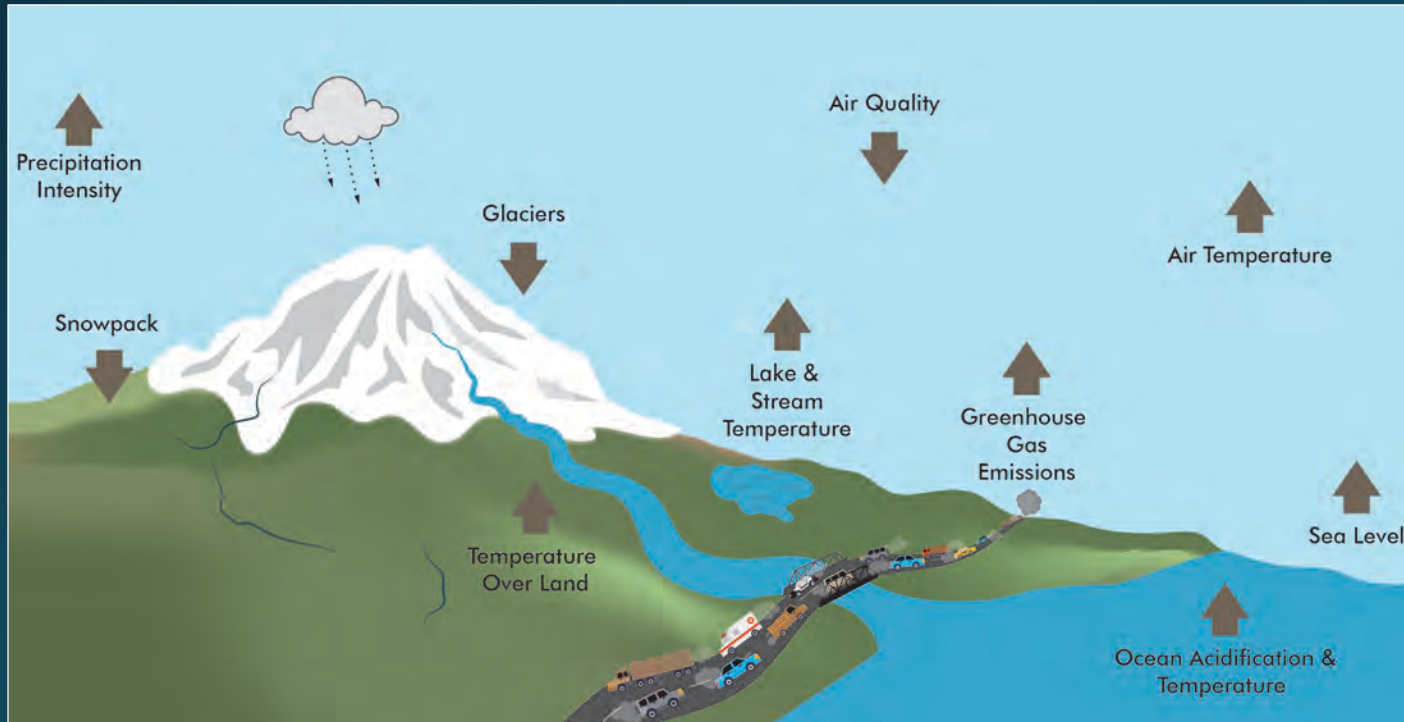 Precipitation
Intensity
Air Quality
Glaciers
Air Temperature
Snowpack
Lake &
Stream
Temperature
Greenhouse
Gas
Emissions
Sea Level
Temperature
Over Land
Ocean Acidification &
Temperature